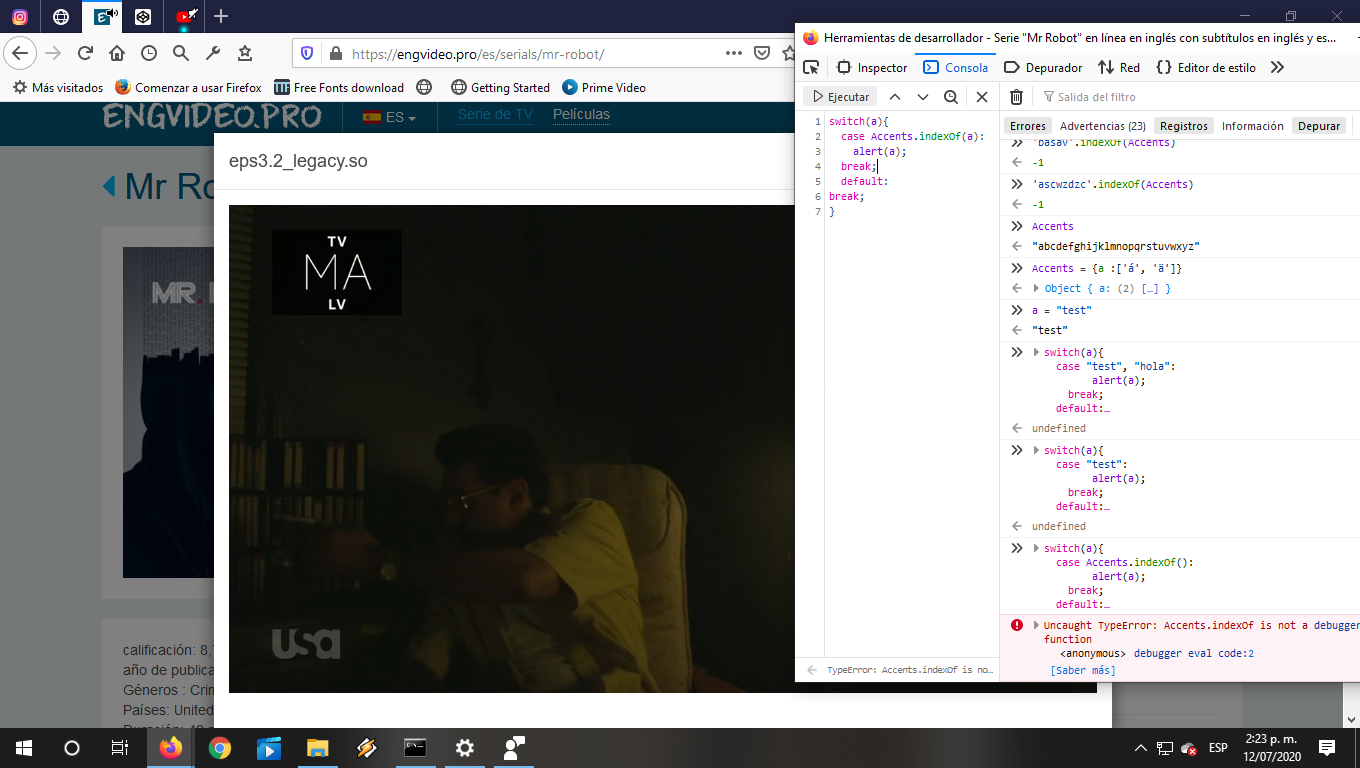 https://engvideo.pro/es/serials/mr-robot/
Más visitados
Comenzar a usar Firefox
Free Fonts download
Getting Started
Prime Video
ENGVIDEO.PRO
ES
Serie de TV
Películas
Mr Ro
MR.
eps3.2_legacy.so
TV
MA
LV
usa
calificación: 8,
año de publica
Géneros : Crim
Países: United
Herramientas de desarrollador - Serie "Mr Robot" en línea en inglés con subtítulos en inglés y es...
Inspector
Consola
Depurador
Red
Editor de estilo
Ejecutar
Salida del filtro
1 switch(a){
2 case Accents.indexOf(a):
3 alert(a);
4 break;
5 default:
6 break;
7 }
TypeError: Accents.indexOf is no…
Errores
Advertencias (23)
Registros
Información
Depurar
'basav'.indexOf(Accents)
-1
'ascwzdzc'.indexOf(Accents)
-1
Accents
"abcdefghijklmnopqrstuvwxyz"
Accents = {a :['á', 'ä']}
Object { a: (2) […] }
a = "test"
"test"
switch(a){
case "test", "hola":
alert(a);
break;
default:…
undefined
switch(a){
case "test":
alert(a);
break;
default:…
undefined
switch(a){
case Accents.indexOf():
alert(a);
break;
default:…
Uncaught TypeError: Accents.indexOf is not a debugger
function
<anonymous> debugger eval code:2
[Saber más]
ESP
2:23 p. m.
12/07/2020